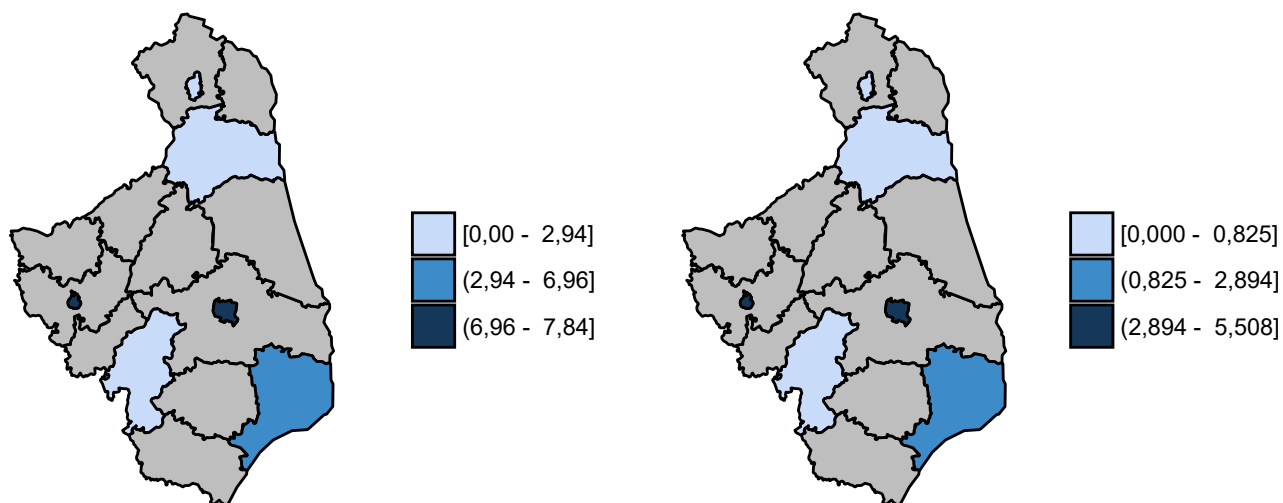 [0,00 - 2,94]
(2,94 - 6,96]
(6,96 - 7,84]
[0,000 - 0,825]
(0,825 - 2,894]
(2,894 - 5,508]